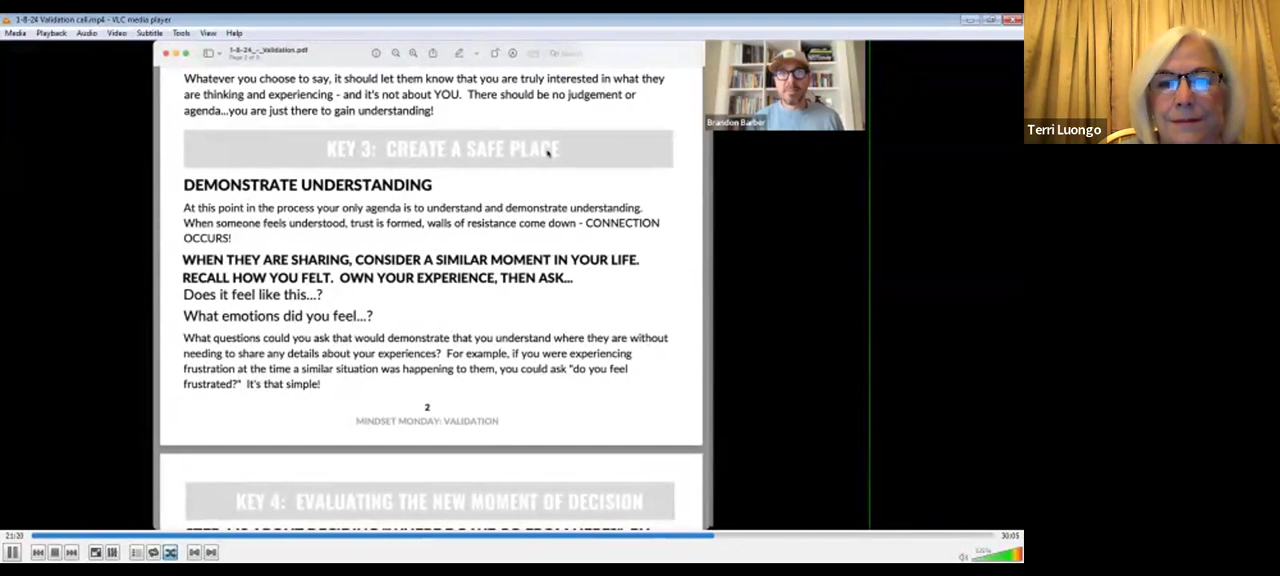 1-8-24 Validation call.mp4 - VLC media player
Media Playback Audio Video Subtitle Tools View Help
1-8-24_-_Validation.pdf
Page 2 of 5
Search
Whatever you choose to say, it should let them know that you are truly interested in what they
are thinking and experiencing - and it's not about YOU. There should be no judgement or
agenda...you are just there to gain understanding!
Brandon Barber
Terri Luongo
KEY 3: CREATE A SAFE PLACE
DEMONSTRATE UNDERSTANDING
At this point in the process your only agenda is to understand and demonstrate understanding.
When someone feels understood, trust is formed, walls of resistance come down - CONNECTION
OCCURS!
WHEN THEY ARE SHARING, CONSIDER A SIMILAR MOMENT IN YOUR LIFE.
RECALL HOW YOU FELT. OWN YOUR EXPERIENCE, THEN ASK...
Does it feel like this...?
What emotions did you feel...?
What questions could you ask that would demonstrate that you understand where they are without
needing to share any details about your experiences? For example, if you were experiencing
frustration at the time a similar situation was happening to them, you could ask "do you feel
frustrated?" It's that simple!
2
MINDSET MONDAY: VALIDATION
KEY 4: EVALUATING THE NEW MOMENT OF DECISION
21:20
30:05